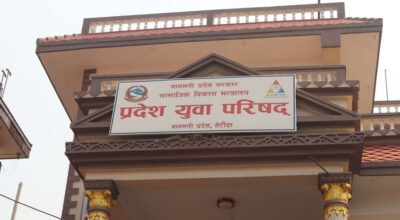 बागमती प्रदेश सरकार
सामाजिक विकास मन्त्रालय
प्रदेश युवा परिषद्
बागमती प्रदेश, हेटौंडा